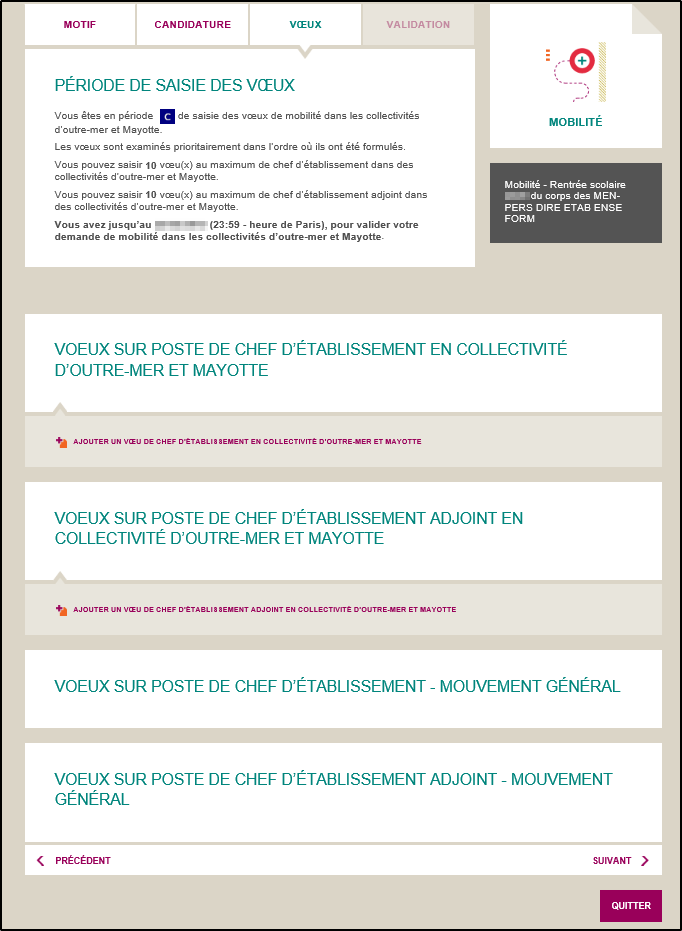 MOTIF
CANDIDATURE
VŒUX
VALIDATION
PÉRIODE DE SAISIE DES VŒUX
Vous êtes en période C de saisie des vœux de mobilité dans les collectivités
d'outre-mer et Mayotte.
Les vœux sont examinés prioritairement dans l'ordre où ils ont été formulés.
Vous pouvez saisir 10 vœu(x) au maximum de chef d'établissement dans des
collectivités d'outre-mer et Mayotte.
Vous pouvez saisir 10 vœu(x) au maximum de chef d'établissement adjoint dans
des collectivités d'outre-mer et Mayotte.
Vous avez jusqu'au (23:59 - heure de Paris), pour valider votre
demande de mobilité dans les collectivités d'outre-mer et Mayotte.
MOBILITÉ
Mobilité - Rentrée scolaire
du corps des MEN-
PERS DIRE ETAB ENSE
FORM
VOEUX SUR POSTE DE CHEF D'ÉTABLISSEMENT EN COLLECTIVITÉ
D'OUTRE-MER ET MAYOTTE
AJOUTER UN VŒU DE CHEF D'ÉTABLISSEMENT EN COLLECTIVITÉ D'OUTRE-MER ET MAYOTTE
VOEUX SUR POSTE DE CHEF D'ÉTABLISSEMENT ADJOINT EN
COLLECTIVITÉ D'OUTRE-MER ET MAYOTTE
AJOUTER UN VŒU DE CHEF D'ÉTABLISSEMENT ADJOINT EN COLLECTIVITÉ D'OUTRE-MER ET MAYOTTE
VOEUX SUR POSTE DE CHEF D'ÉTABLISSEMENT - MOUVEMENT GÉNÉRAL
VOEUX SUR POSTE DE CHEF D'ÉTABLISSEMENT ADJOINT - MOUVEMENT
GÉNÉRAL
PRÉCÉDENT
SUIVANT
QUITTER